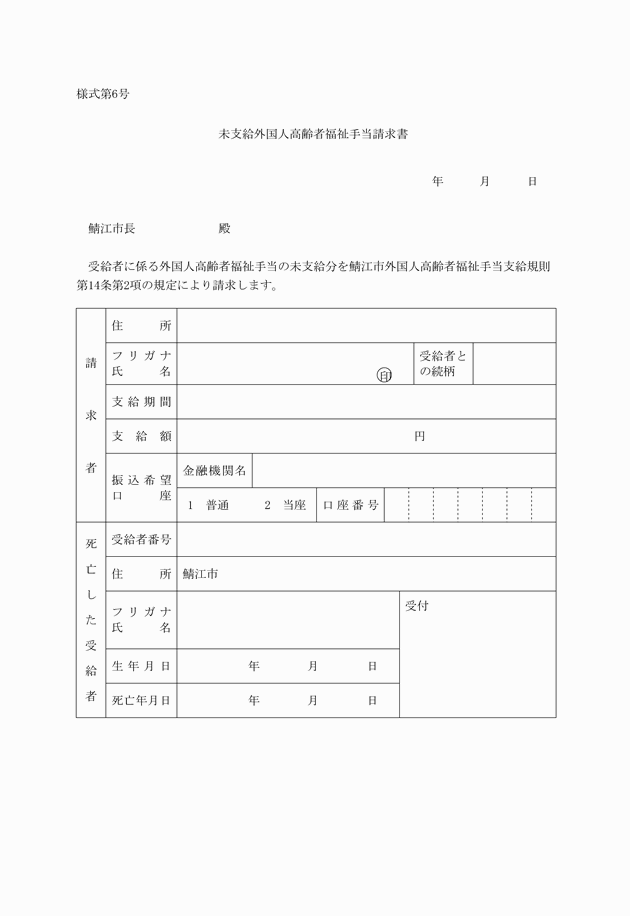 様式第6号
未支給外国人高齢者福祉手当請求書
年　月　日
鯖江市長　殿
受給者に係る外国人高齢者福祉手当の未支給分を鯖江市外国人高齢者福祉手当支給規則
第14条第2項の規定により請求します。
請求者
住所
フリガナ
氏名
㊞
受給者と
の続柄
支給期間
支給額
円
振込希望
口座
金融機関名
1　普通　2　当座
口座番号
死亡した受給者
受給者番号
住所
鯖江市
フリガナ
氏名
受付
生年月日
年　月　日
死亡年月日
年　月　日